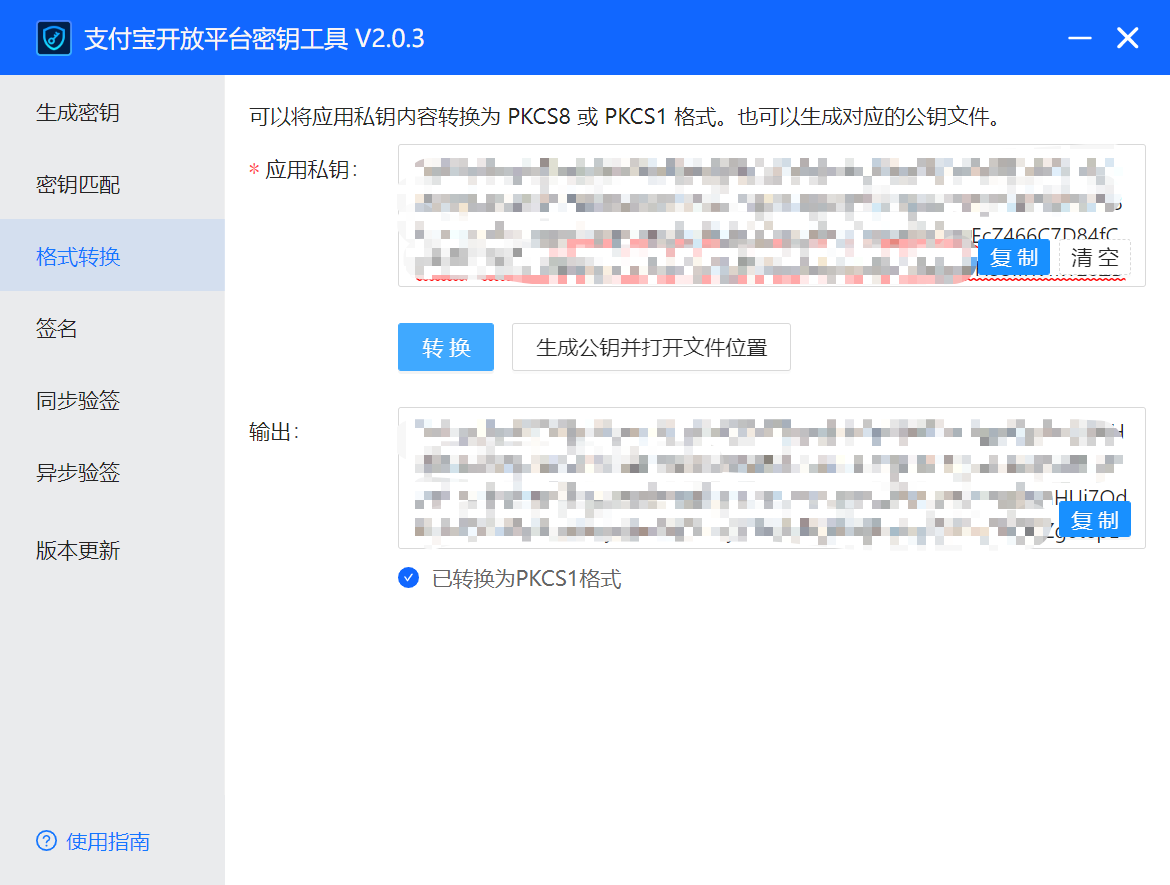 支付宝开放平台密钥工具 V2.0.3
生成密钥
密钥匹配
格式转换
签名
同步验签
异步验签
版本更新
使用指南
可以将应用私钥内容转换为 PKCS8 或 PKCS1 格式。也可以生成对应的公钥文件。
* 应用私钥:
EcZ466C7D84fC
复制 清空
转换 生成公钥并打开文件位置
输出:
HUi7Od
复制
已转换为PKCS1格式